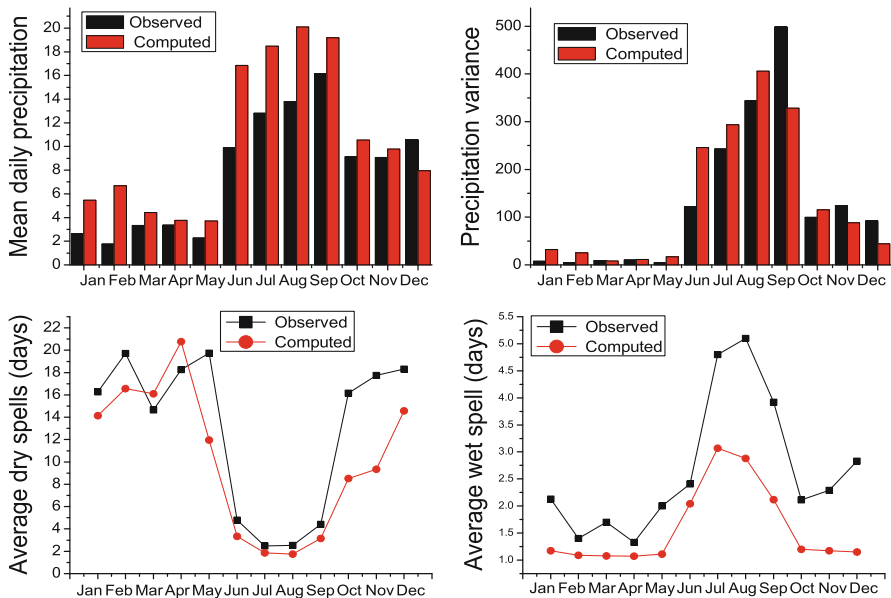 Mean daily precipitation
20
18
16
14
12
10
8
6
4
2
0
Observed
Computed
Jan Feb Mar Apr May Jun Jul Aug Sep Oct Nov Dec
Precipitation variance
500
400
300
200
100
0
Observed
Computed
Jan Feb Mar Apr May Jun Jul Aug Sep Oct Nov Dec
Average dry spells (days)
22
20
18
16
14
12
10
8
6
4
2
0
Observed
Computed
Jan Feb Mar Apr May Jun Jul Aug Sep Oct Nov Dec
Average wet spell (days)
5.5
5.0
4.5
4.0
3.5
3.0
2.5
2.0
1.5
1.0
Observed
Computed
Jan Feb Mar Apr May Jun Jul Aug Sep Oct Nov Dec